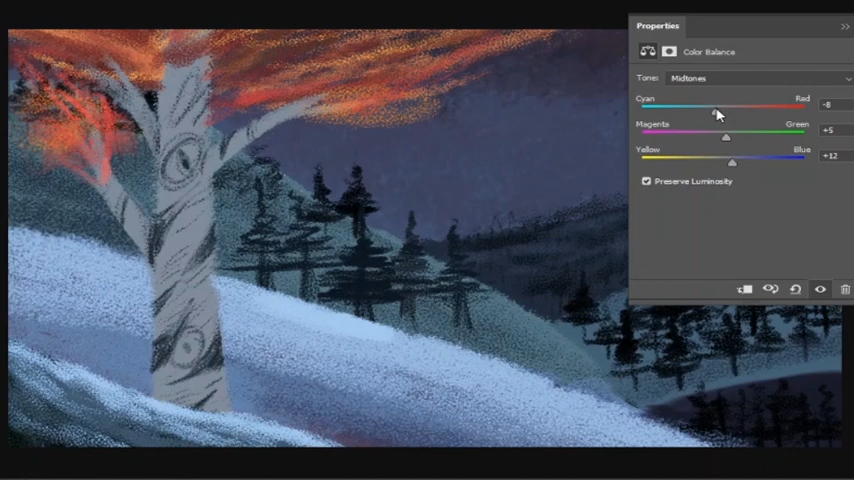 Properties
Color Balance
Tone: Midtones
Cyan Red -8
Magenta Green +5
Yellow Blue +12
Preserve Luminosity